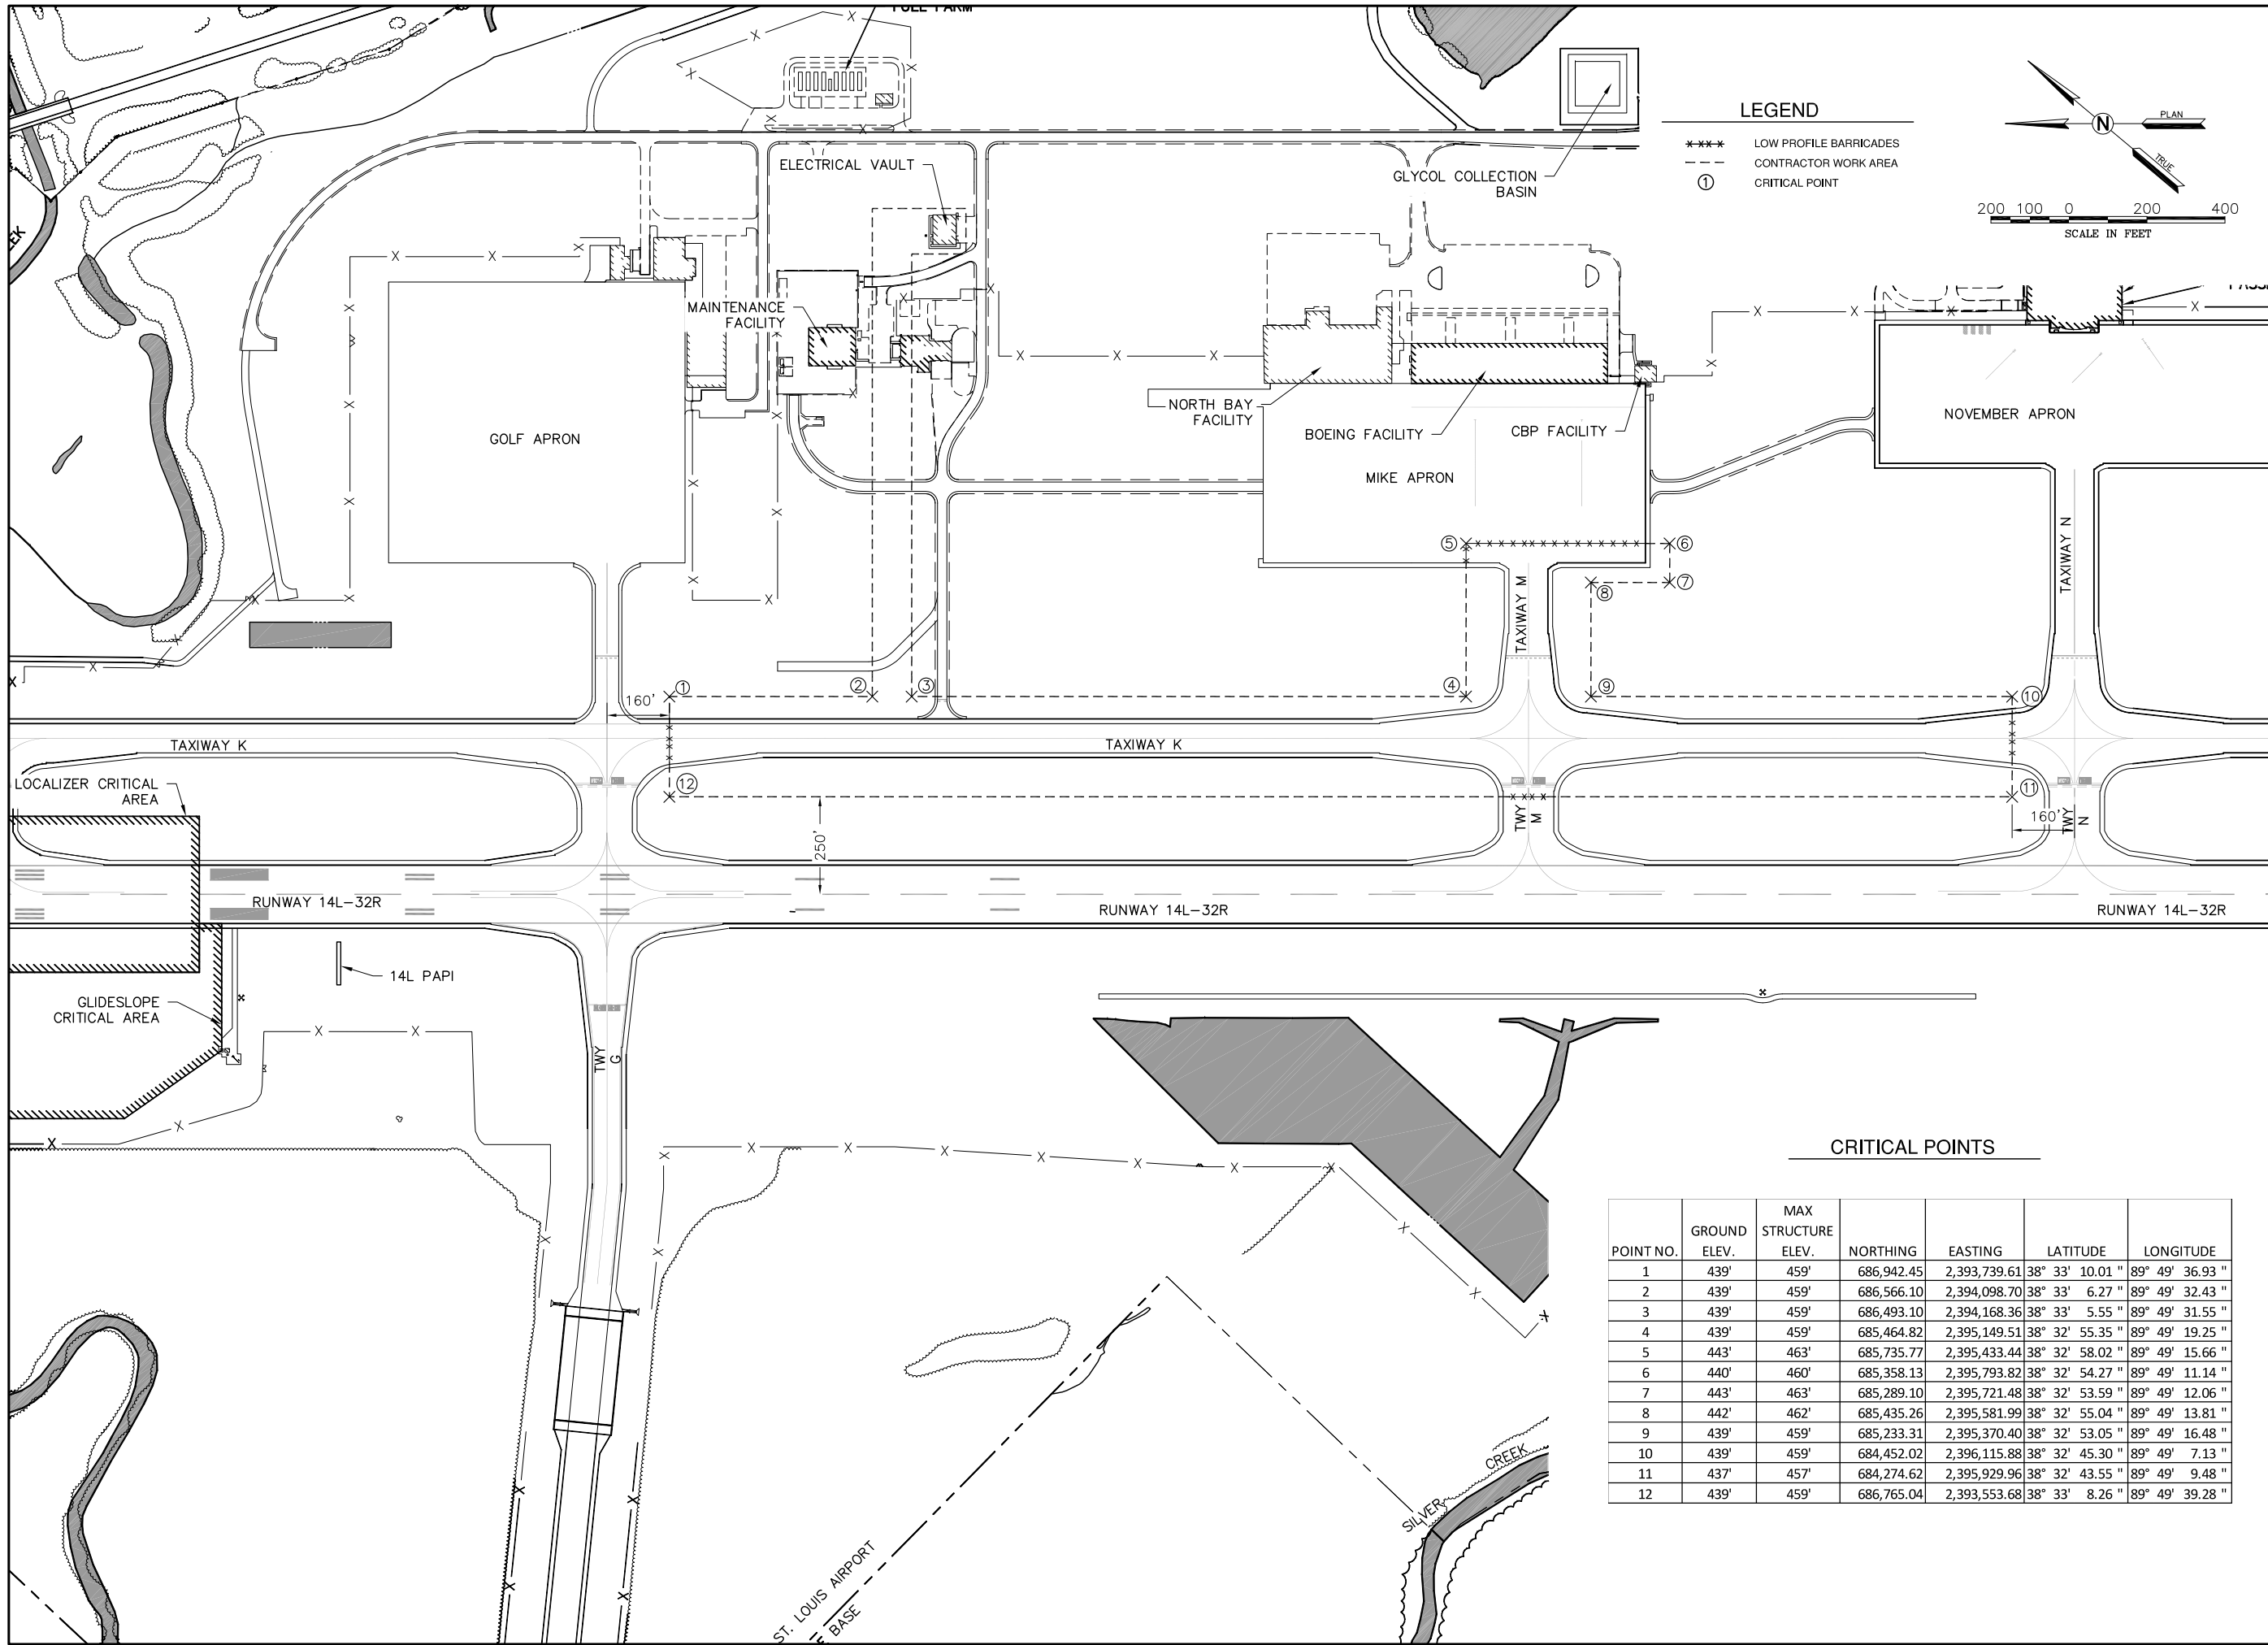 ELECTRICAL VAULT
GLYCOL COLLECTION
BASIN
LEGEND
LOW PROFILE BARRICADES
CONTRACTOR WORK AREA
1 CRITICAL POINT
N
PLAN
TRUE
200 100 0 200 400
SCALE IN FEET
MAINTENANCE
FACILITY
GOLF APRON
NORTH BAY
FACILITY
BOEING FACILITY
CBP FACILITY
MIKE APRON
NOVEMBER APRON
TAXIWAY M
TAXIWAY N
5
6
7
8
160'
1
2
3
4
9
10
TAXIWAY K
TAXIWAY K
LOCALIZER CRITICAL
AREA
12
11
250'
TWY
M
160'
TWY
N
RUNWAY 14L-32R
RUNWAY 14L-32R
RUNWAY 14L-32R
14L PAPI
GLIDESLOPE
CRITICAL AREA
TWY
G
SILVER CREEK
ST. LOUIS AIRPORT
BASE
CRITICAL POINTS
POINT NO. GROUND ELEV. MAX STRUCTURE ELEV. NORTHING EASTING LATITUDE LONGITUDE
1 439' 459' 686,942.45 2,393,739.61 38° 33' 10.01 " 89° 49' 36.93 "
2 439' 459' 686,566.10 2,394,098.70 38° 33' 6.27 " 89° 49' 32.43 "
3 439' 459' 686,493.10 2,394,168.36 38° 33' 5.55 " 89° 49' 31.55 "
4 439' 459' 685,464.82 2,395,149.51 38° 32' 55.35 " 89° 49' 19.25 "
5 443' 463' 685,735.77 2,395,433.44 38° 32' 58.02 " 89° 49' 15.66 "
6 440' 460' 685,358.13 2,395,793.82 38° 32' 54.27 " 89° 49' 11.14 "
7 443' 463' 685,289.10 2,395,721.48 38° 32' 53.59 " 89° 49' 12.06 "
8 442' 462' 685,435.26 2,395,581.99 38° 32' 55.04 " 89° 49' 13.81 "
9 439' 459' 685,233.31 2,395,370.40 38° 32' 53.05 " 89° 49' 16.48 "
10 439' 459' 684,452.02 2,396,115.88 38° 32' 45.30 " 89° 49' 7.13 "
11 437' 457' 684,274.62 2,395,929.96 38° 32' 43.55 " 89° 49' 9.48 "
12 439' 459' 686,765.04 2,393,553.68 38° 33' 8.26 " 89° 49' 39.28 "